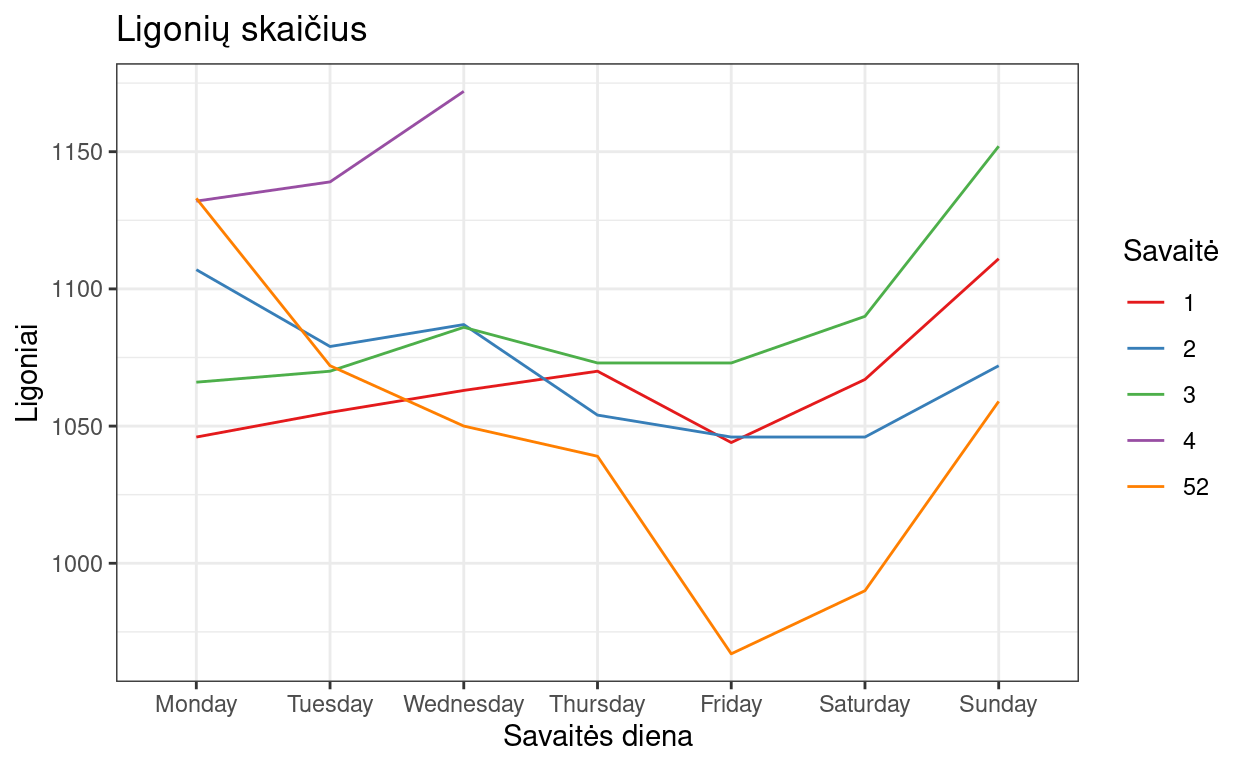 Ligonių skaičius
Ligoniai
1150
1100
1050
1000
Monday Tuesday Wednesday Thursday Friday Saturday Sunday
Savaitės diena
Savaitė
1
2
3
4
52